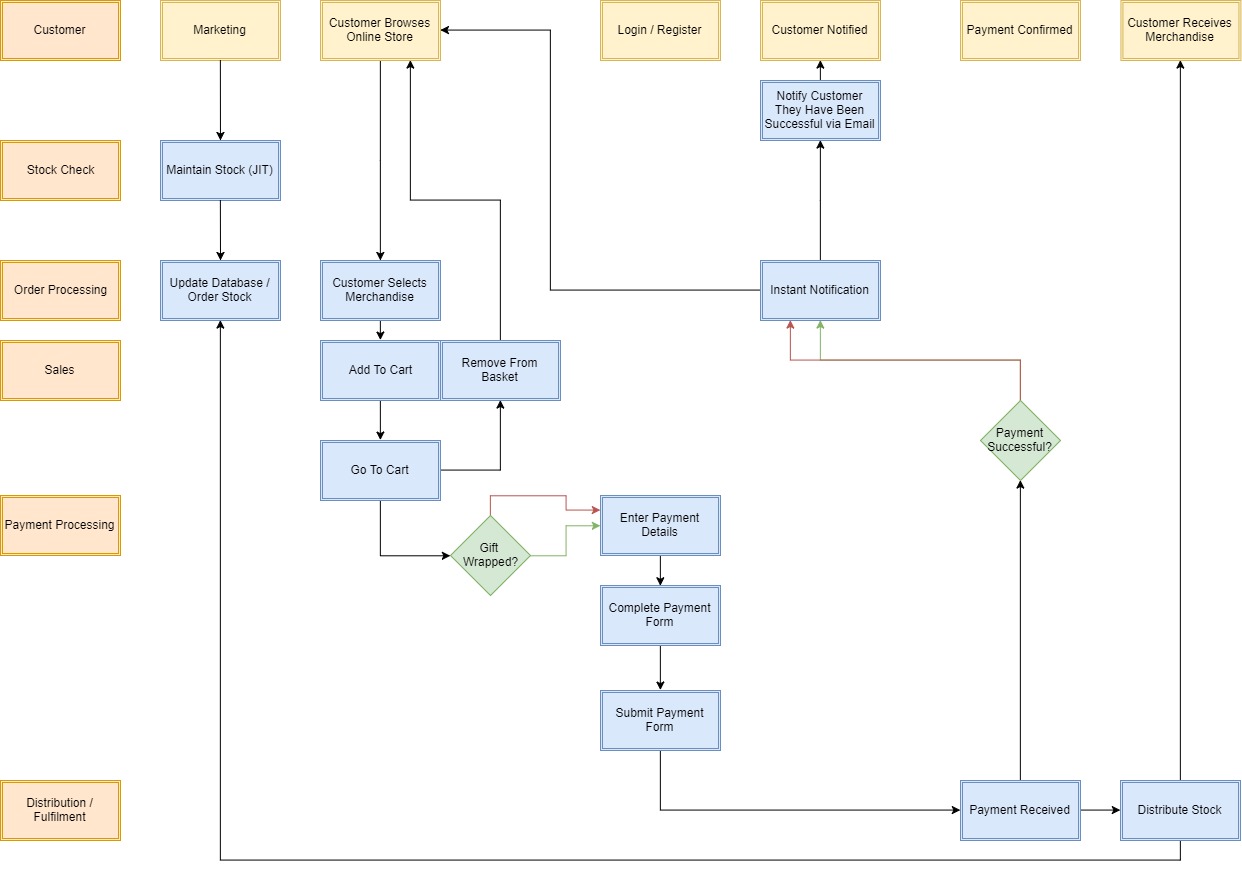 Customer
Marketing
Customer Browses
Online Store
Login / Register
Customer Notified
Payment Confirmed
Customer Receives
Merchandise
Notify Customer
They Have Been
Successful via Email
Stock Check
Maintain Stock (JIT)
Order Processing
Update Database /
Order Stock
Customer Selects
Merchandise
Instant Notification
Sales
Add To Cart
Remove From
Basket
Payment
Successful?
Go To Cart
Payment Processing
Gift
Wrapped?
Enter Payment
Details
Complete Payment
Form
Submit Payment
Form
Distribution /
Fulfilment
Payment Received
Distribute Stock